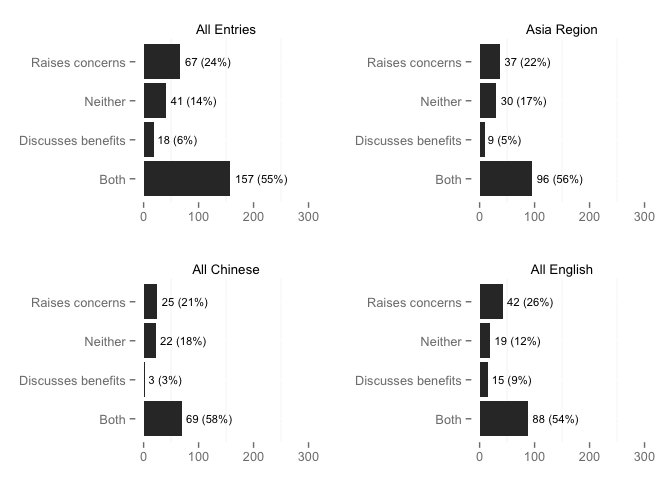 All Entries
Raises concerns 67 (24%)
Neither 41 (14%)
Discusses benefits 18 (6%)
Both 157 (55%)
0 100 200 300
Asia Region
Raises concerns 37 (22%)
Neither 30 (17%)
Discusses benefits 9 (5%)
Both 96 (56%)
0 100 200 300
All Chinese
Raises concerns 25 (21%)
Neither 22 (18%)
Discusses benefits 3 (3%)
Both 69 (58%)
0 100 200 300
All English
Raises concerns 42 (26%)
Neither 19 (12%)
Discusses benefits 15 (9%)
Both 88 (54%)
0 100 200 300